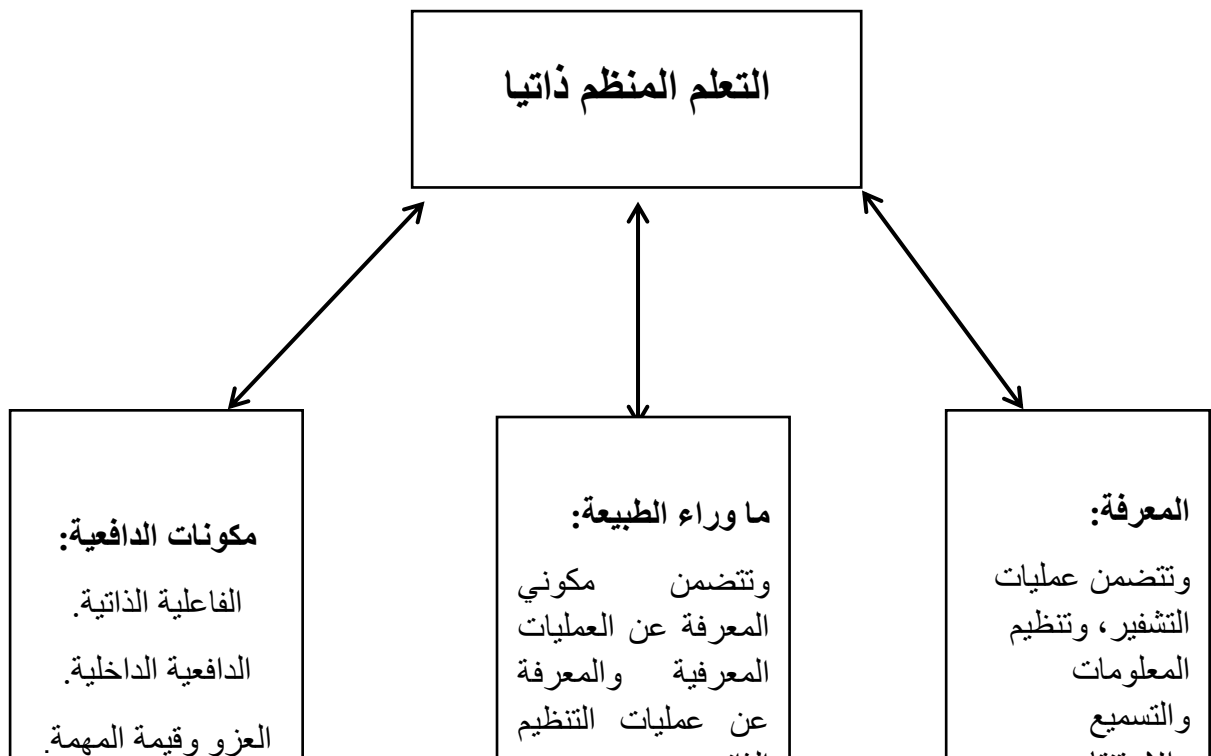 التعلم المنظم ذاتيا
المعرفة:
وتتضمن عمليات
التشفير، وتنظيم
المعلومات
والتسميع
ما وراء الطبيعة:
وتتضمن مكوني
المعرفة عن العمليات
المعرفية والمعرفة
عن عمليات التنظيم
مكونات الدافعية:
الفاعلية الذاتية.
الدافعية الداخلية.
العزو وقيمة المهمة.